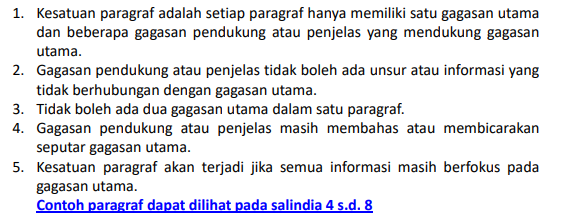 1. Kesatuan paragraf adalah setiap paragraf hanya memiliki satu gagasan utama
dan beberapa gagasan pendukung atau penjelas yang mendukung gagasan
utama.
2. Gagasan pendukung atau penjelas tidak boleh ada unsur atau informasi yang
tidak berhubungan dengan gagasan utama.
3. Tidak boleh ada dua gagasan utama dalam satu paragraf.
4. Gagasan pendukung atau penjelas masih membahas atau membicarakan
seputar gagasan utama.
5. Kesatuan paragraf akan terjadi jika semua informasi masih berfokus pada
gagasan utama.
Contoh paragraf dapat dilihat pada salindia 4 s.d. 8